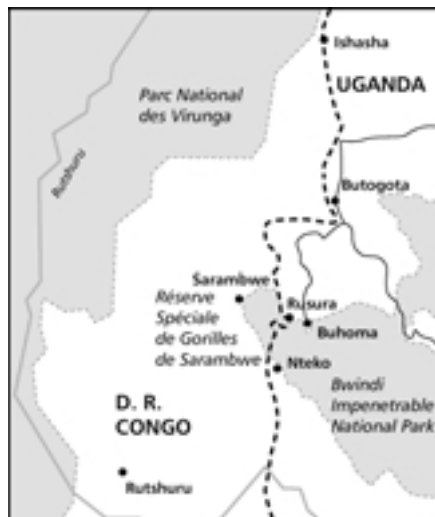 Ishasha
UGANDA
Parc National
des Virunga
Rutshuru
Butogota
Sarambwe
Réserve
Spéciale
de Gorilles
de Sarambwe
Rusura
Buhoma
Nteko
Bwindi
Impenetrable
National Park
D. R.
CONGO
Rutshuru